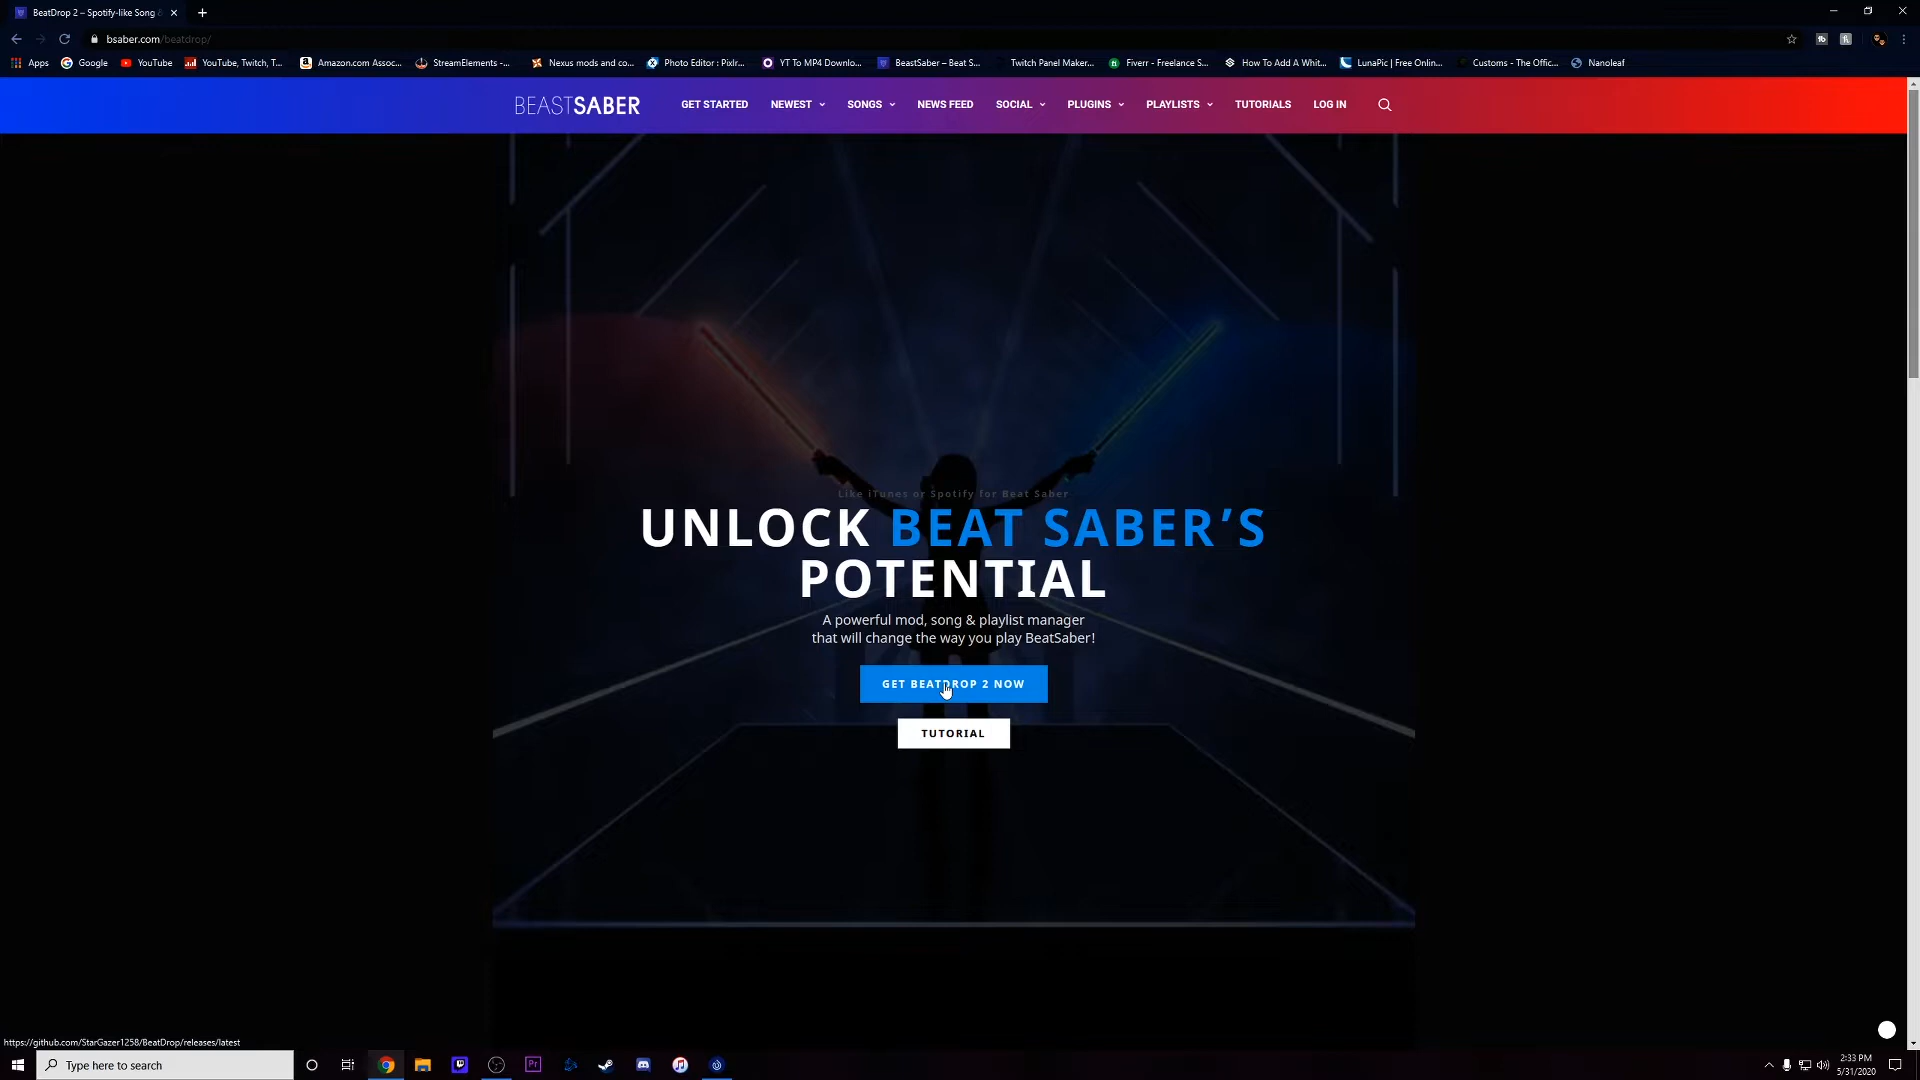 BeatDrop 2 – Spotify-like Song &
bsaber.com/beatdrop/
Apps Google YouTube YouTube, Twitch, T... Amazon.com Assoc... StreamElements -... Nexus mods and co... Photo Editor : Pixlr... YT To MP4 Downlo... BeastSaber – Beat S... Twitch Panel Maker... Fiverr - Freelance S... How To Add A Whit... LunaPic | Free Onlin... Customs - The Offic... Nanoleaf
BEASTSABER GET STARTED NEWEST SONGS NEWS FEED SOCIAL PLUGINS PLAYLISTS TUTORIALS LOG IN
Like iTunes or Spotify for Beat Saber
UNLOCK BEAT SABER’S
POTENTIAL
A powerful mod, song & playlist manager
that will change the way you play BeatSaber!
GET BEATDROP 2 NOW
TUTORIAL
https://github.com/StarGazer1258/BeatDrop/releases/latest
Type here to search
Pr
2:33 PM
5/31/2020